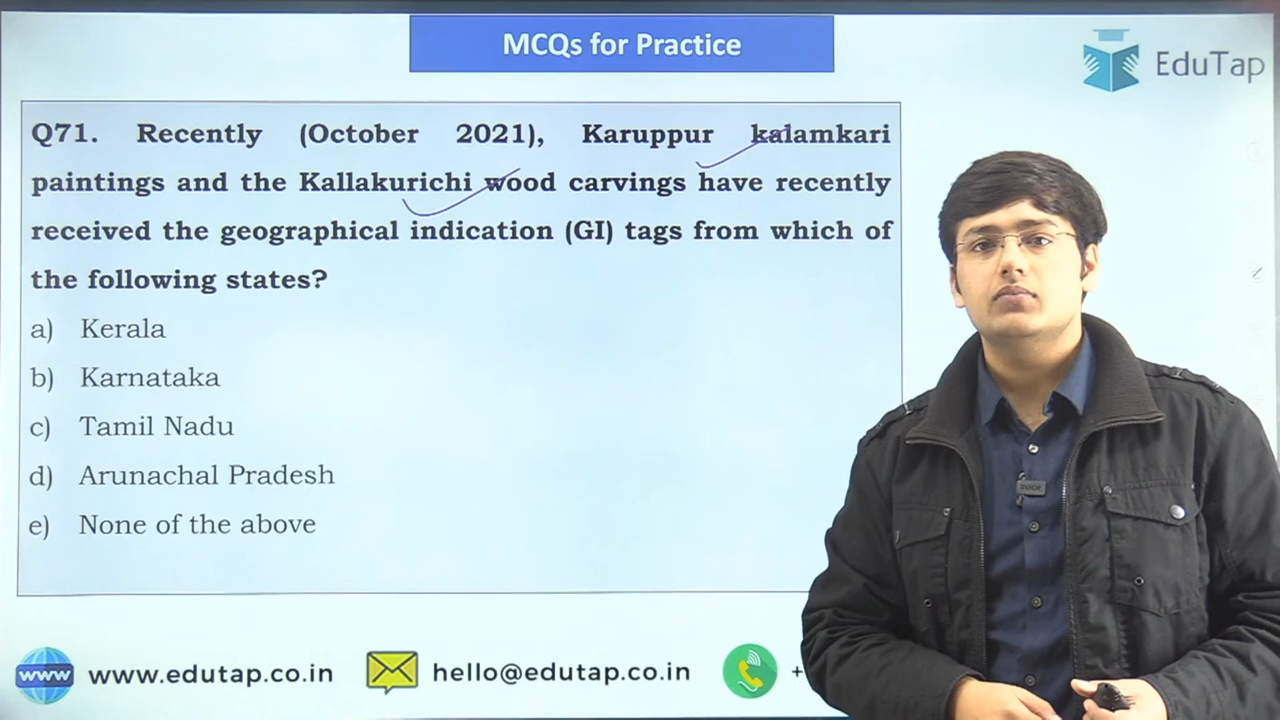 MCQs for Practice
EduTap
Q71. Recently (October 2021), Karuppur kalamkari
paintings and the Kallakurichi wood carvings have recently
received the geographical indication (GI) tags from which of
the following states?
a) Kerala
b) Karnataka
c) Tamil Nadu
d) Arunachal Pradesh
e) None of the above
www www.edutap.co.in hello@edutap.co.in +